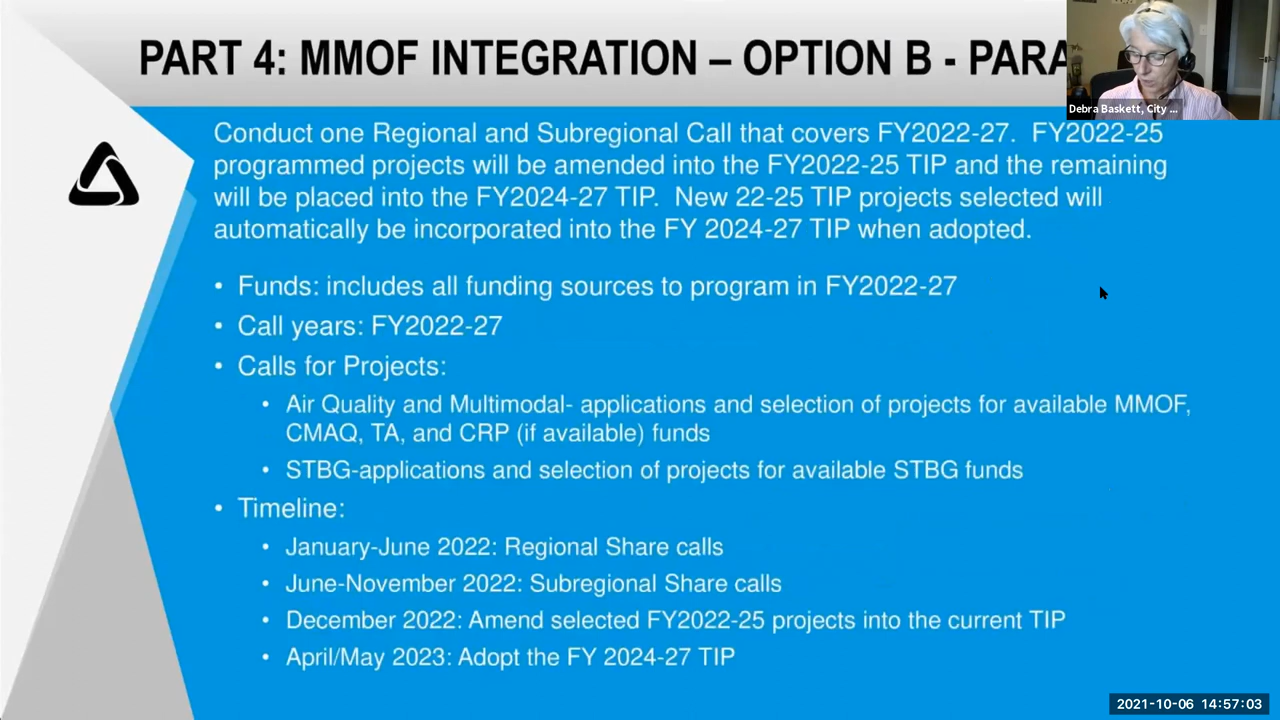 PART 4: MMOF INTEGRATION – OPTION B - PARA
Debra Baskett, City ...
Conduct one Regional and Subregional Call that covers FY2022-27. FY2022-25
programmed projects will be amended into the FY2022-25 TIP and the remaining
will be placed into the FY2024-27 TIP. New 22-25 TIP projects selected will
automatically be incorporated into the FY 2024-27 TIP when adopted.
• Funds: includes all funding sources to program in FY2022-27
• Call years: FY2022-27
• Calls for Projects:
• Air Quality and Multimodal- applications and selection of projects for available MMOF,
CMAQ, TA, and CRP (if available) funds
• STBG-applications and selection of projects for available STBG funds
• Timeline:
• January-June 2022: Regional Share calls
• June-November 2022: Subregional Share calls
• December 2022: Amend selected FY2022-25 projects into the current TIP
• April/May 2023: Adopt the FY 2024-27 TIP
2021-10-06 14:57:03